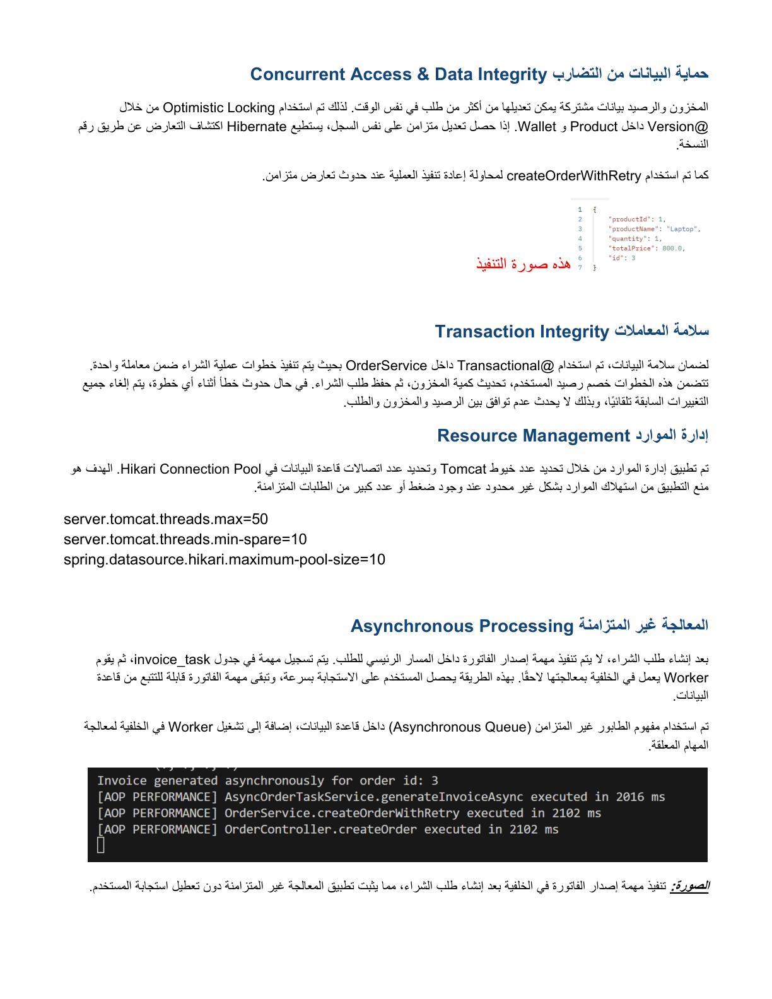 حماية البيانات من التضارب Concurrent Access & Data Integrity
المخزون والرصيد بيانات مشتركة يمكن تعديلها من أكثر من طلب في نفس الوقت. لذلك تم استخدام Optimistic Locking من خلال
@Version داخل Product و Wallet. إذا حصل تعديل متزامن على نفس السجل، يستطيع Hibernate اكتشاف التعارض عن طريق رقم
النسخة.
كما تم استخدام createOrderWithRetry لمحاولة إعادة تنفيذ العملية عند حدوث تعارض متزامن.
1 {
2 "productId": 1,
3 "productName": "Laptop",
4 "quantity": 1,
5 "totalPrice": 800.0,
6 "id": 3
7 }
هذه صورة التنفيذ
سلامة المعاملات Transaction Integrity
لضمان سلامة البيانات، تم استخدام @Transactional داخل OrderService بحيث يتم تنفيذ خطوات عملية الشراء ضمن معاملة واحدة.
تتضمن هذه الخطوات خصم رصيد المستخدم، تحديث كمية المخزون، ثم حفظ طلب الشراء. في حال حدوث خطأ أثناء أي خطوة، يتم إلغاء جميع
التغييرات السابقة تلقائيًا، وبذلك لا يحدث عدم توافق بين الرصيد والمخزون والطلب.
إدارة الموارد Resource Management
تم تطبيق إدارة الموارد من خلال تحديد عدد خيوط Tomcat وتحديد عدد اتصالات قاعدة البيانات في Hikari Connection Pool. الهدف هو
منع التطبيق من استهلاك الموارد بشكل غير محدود عند وجود ضغط أو عدد كبير من الطلبات المتزامنة.
server.tomcat.threads.max=50
server.tomcat.threads.min-spare=10
spring.datasource.hikari.maximum-pool-size=10
المعالجة غير المتزامنة Asynchronous Processing
بعد إنشاء طلب الشراء، لا يتم تنفيذ مهمة إصدار الفاتورة داخل المسار الرئيسي للطلب. يتم تسجيل مهمة في جدول invoice_task، ثم يقوم
Worker يعمل في الخلفية بمعالجتها لاحقًا. بهذه الطريقة يحصل المستخدم على الاستجابة بسرعة، وتبقى مهمة الفاتورة قابلة للتتبع من قاعدة
البيانات.
تم استخدام مفهوم الطابور غير المتزامن (Asynchronous Queue) داخل قاعدة البيانات، إضافة إلى تشغيل Worker في الخلفية لمعالجة
المهام المعلقة.
Invoice generated asynchronously for order id: 3
[AOP PERFORMANCE] AsyncOrderTaskService.generateInvoiceAsync executed in 2016 ms
[AOP PERFORMANCE] OrderService.createOrderWithRetry executed in 2102 ms
[AOP PERFORMANCE] OrderController.createOrder executed in 2102 ms
الصورة: تنفيذ مهمة إصدار الفاتورة في الخلفية بعد إنشاء طلب الشراء، مما يثبت تطبيق المعالجة غير المتزامنة دون تعطيل استجابة المستخدم.